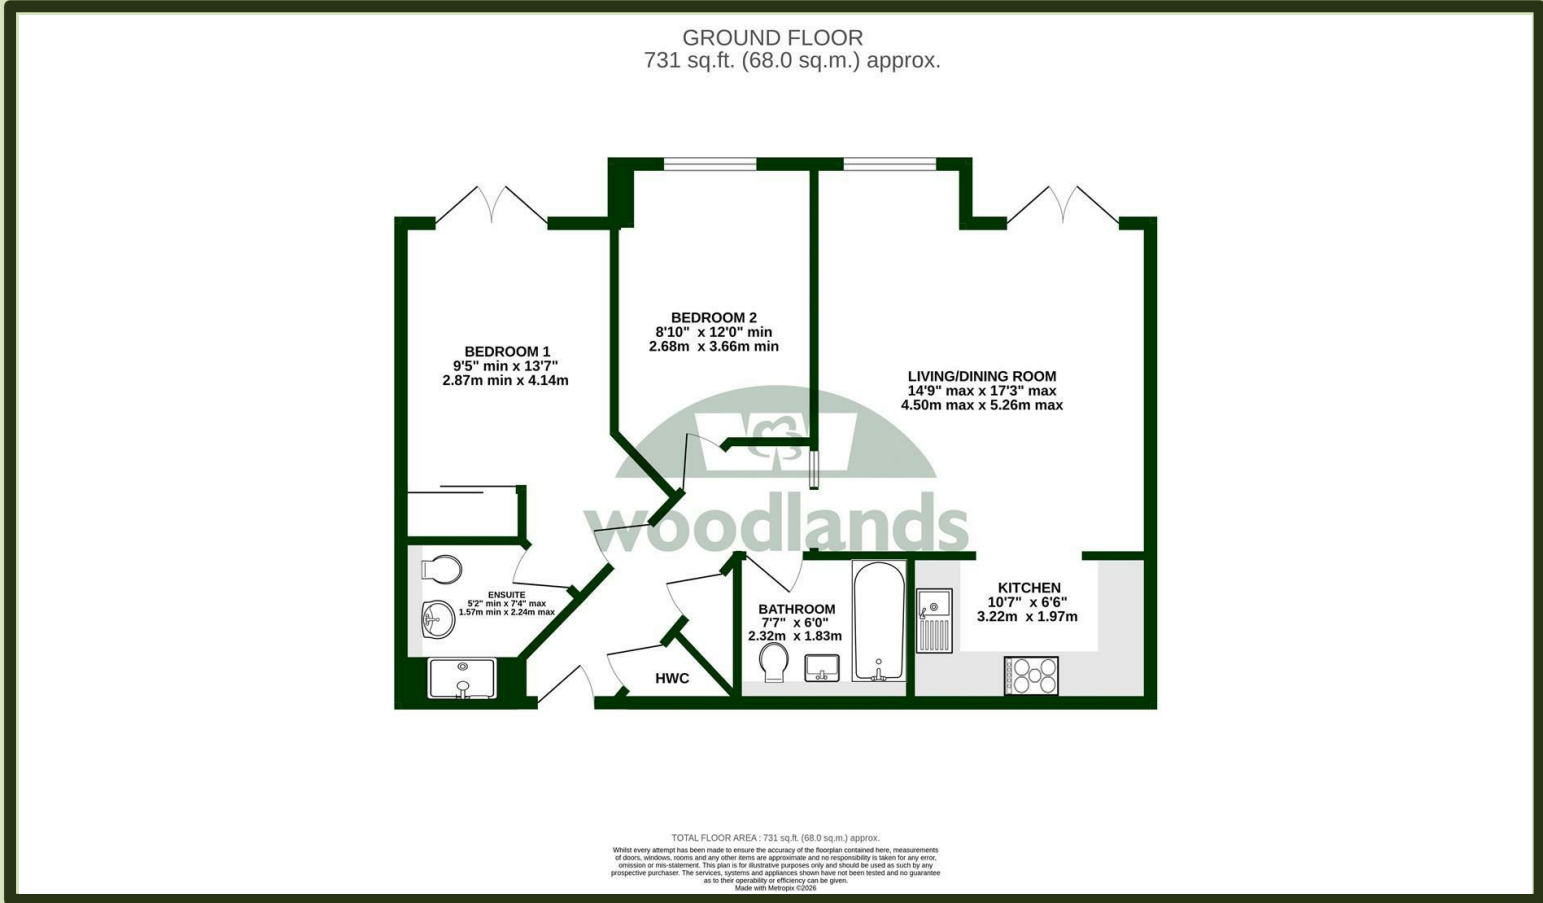 GROUND FLOOR
731 sq.ft. (68.0 sq.m.) approx.
BEDROOM 1
9'5" min x 13'7"
2.87m min x 4.14m
BEDROOM 2
8'10" x 12'0" min
2.68m x 3.66m min
LIVING/DINING ROOM
14'9" max x 17'3" max
4.50m max x 5.26m max
woodlands
ENSUITE
5'2" min x 7'4" max
1.57m min x 2.24m max
HWC
BATHROOM
7'7" x 6'0"
2.32m x 1.83m
KITCHEN
10'7" x 6'6"
3.22m x 1.97m
TOTAL FLOOR AREA : 731 sq.ft. (68.0 sq.m.) approx.
Whilst every attempt has been made to ensure the accuracy of the floorplan contained here, measurements
of doors, windows, rooms and any other items are approximate and no responsibility is taken for any error,
omission or mis-statement. This plan is for illustrative purposes only and should be used as such by any
prospective purchaser. The services, systems and appliances shown have not been tested and no guarantee
as to their operability or efficiency can be given.
Made with Metropix ©2026